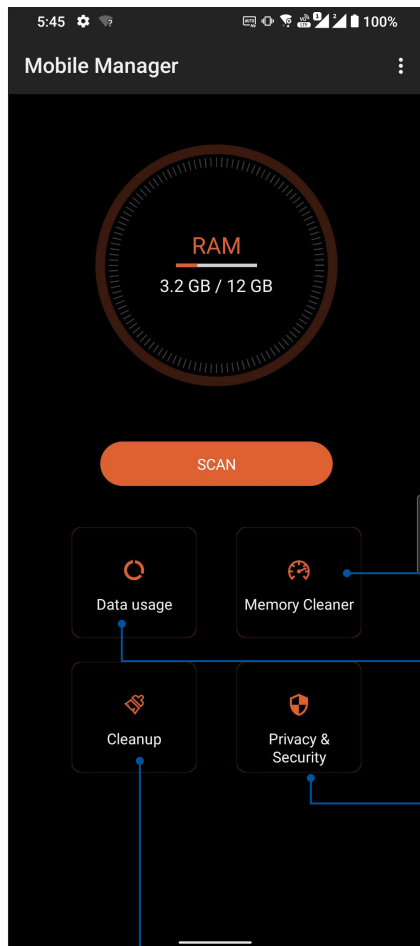 5:45
100%
Mobile Manager
RAM
3.2 GB / 12 GB
SCAN
Data usage
Memory Cleaner
Cleanup
Privacy &
Security